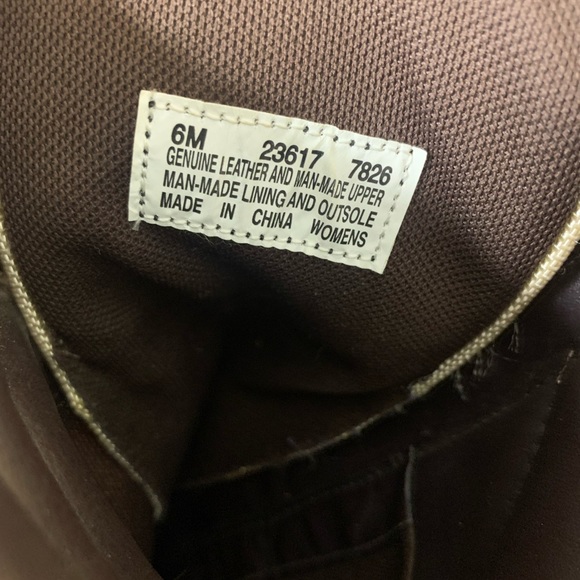 6M 23617 7826
GENUINE LEATHER AND MAN-MADE UPPER
MAN-MADE LINING AND OUTSOLE
MADE IN CHINA WOMENS